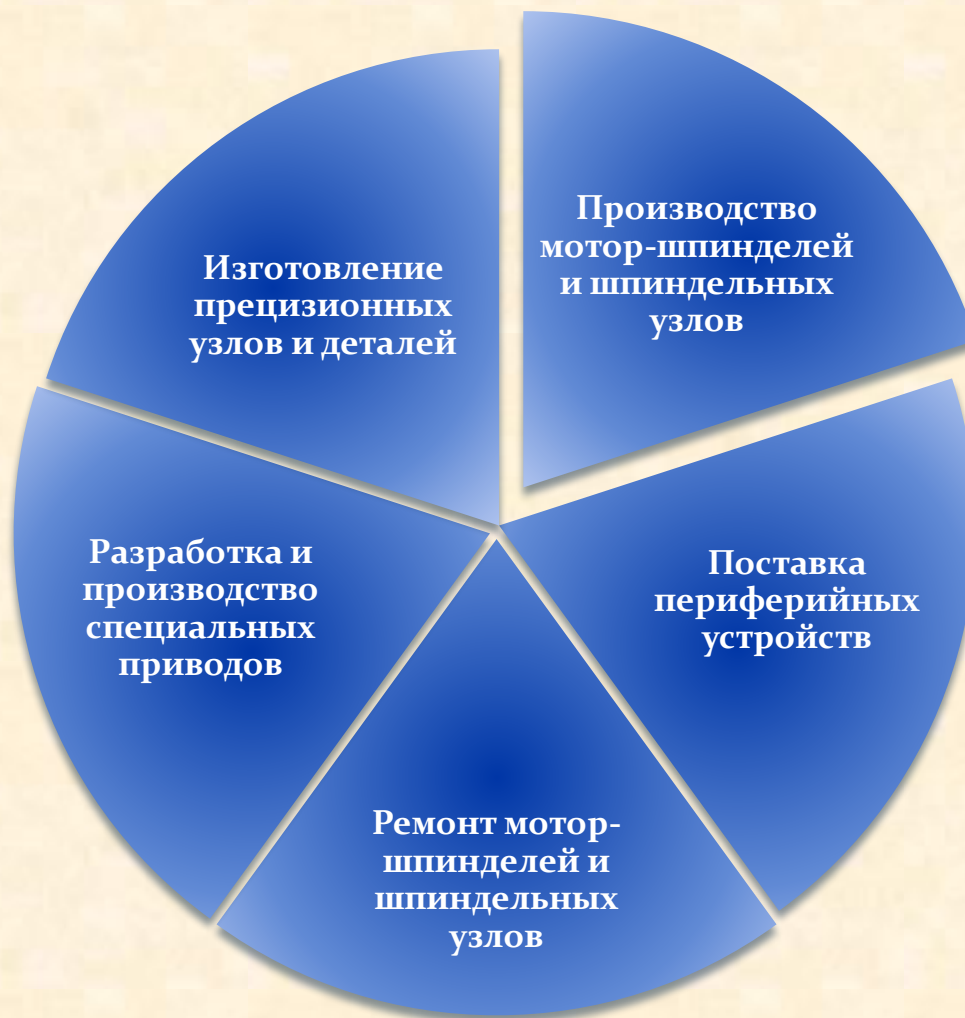 Производство
мотор-шпинделей
и шпиндельных
узлов
Поставка
периферийных
устройств
Ремонт мотор-
шпинделей и
шпиндельных
узлов
Разработка и
производство
специальных
приводов
Изготовление
прецизионных
узлов и деталей